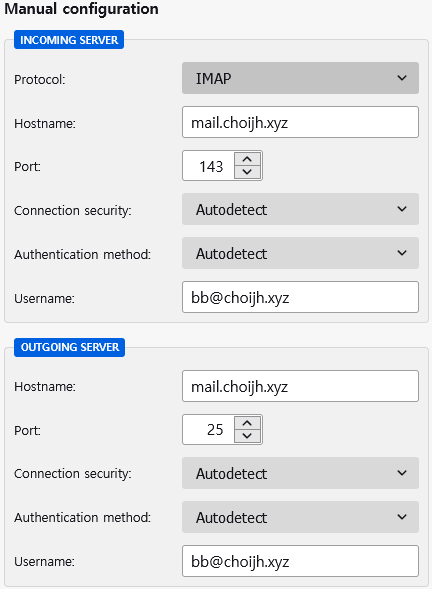 Manual configuration
INCOMING SERVER
Protocol: IMAP
Hostname: mail.choijh.xyz
Port: 143
Connection security: Autodetect
Authentication method: Autodetect
Username: bb@choijh.xyz
OUTGOING SERVER
Hostname: mail.choijh.xyz
Port: 25
Connection security: Autodetect
Authentication method: Autodetect
Username: bb@choijh.xyz